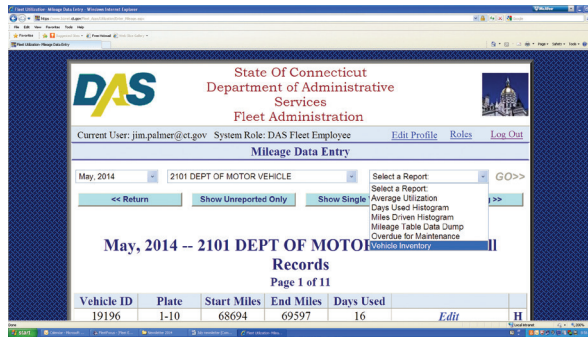 Fleet Utilization- Mileage Data Entry - Windows Internet Explorer
File Edit View Favorites Tools Help
Favorites
Fleet Utilization- Mileage Data Entry
DAS
State Of Connecticut
Department of Administrative
Services
Fleet Administration
Current User: jim.palmer@ct.gov System Role: DAS Fleet Employee Edit Profile Roles Log Out
Mileage Data Entry
May, 2014 2101 DEPT OF MOTOR VEHICLE Select a Report: GO>>
Select a Report:
Average Utilization
Days Used Histogram
Miles Driven Histogram
Mileage Table Data Dump
Overdue for Maintenance
Vehicle Inventory
<< Return Show Unreported Only Show Single >>
May, 2014 -- 2101 DEPT OF MOTOR ll
Records
Page 1 of 11
Vehicle ID Plate Start Miles End Miles Days Used
19196 1-10 68694 69597 16 Edit H
Done
start